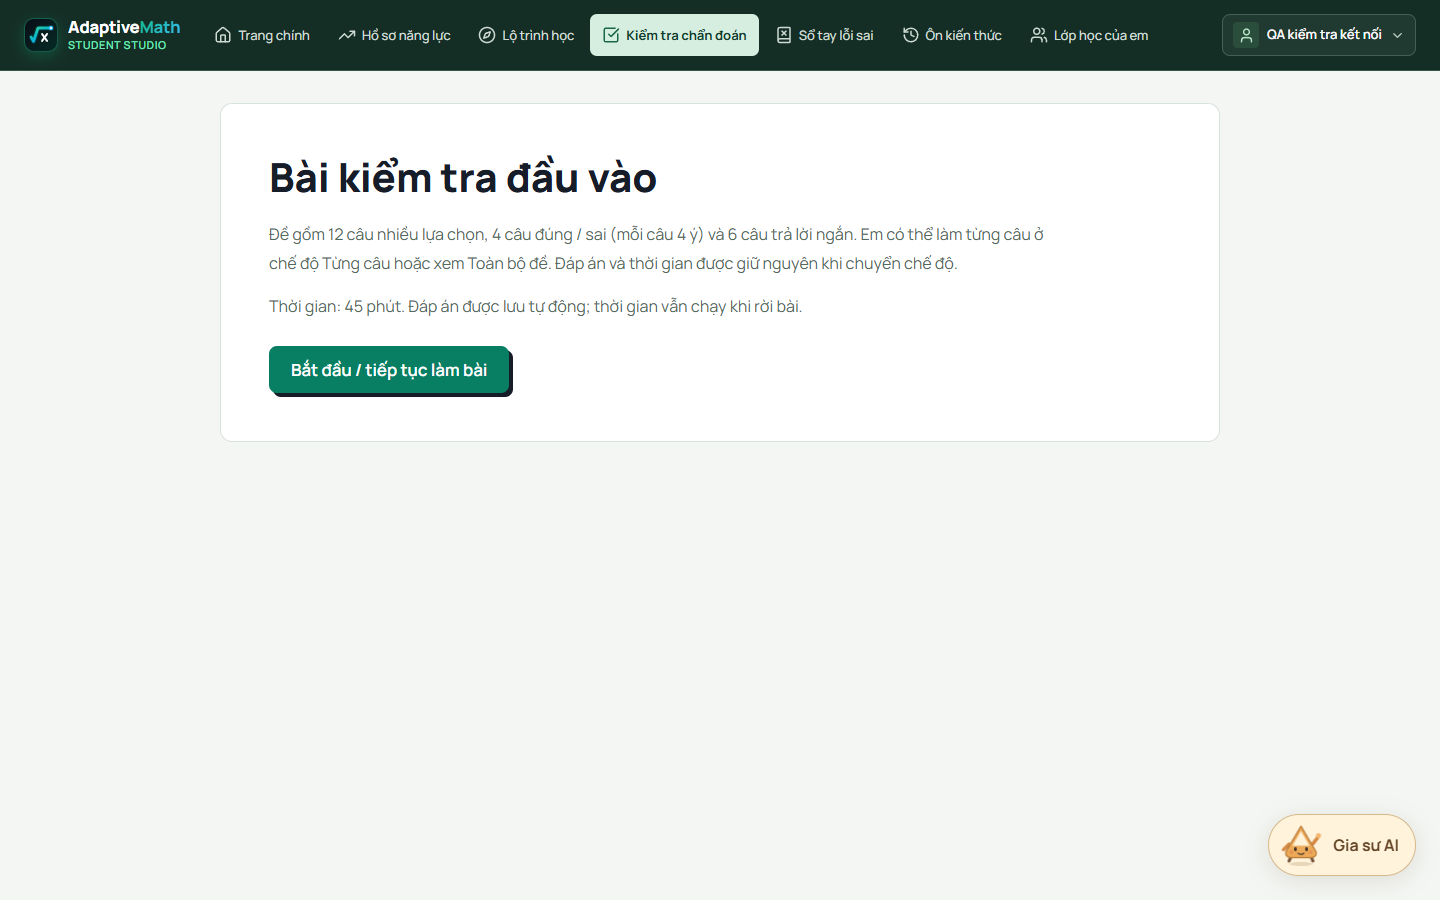 AdaptiveMath
STUDENT STUDIO
Trang chính
Hồ sơ năng lực
Lộ trình học
Kiểm tra chẩn đoán
Sổ tay lỗi sai
Ôn kiến thức
Lớp học của em
QA kiểm tra kết nối
Bài kiểm tra đầu vào
Đề gồm 12 câu nhiều lựa chọn, 4 câu đúng / sai (mỗi câu 4 ý) và 6 câu trả lời ngắn. Em có thể làm từng câu ở
chế độ Từng câu hoặc xem Toàn bộ đề. Đáp án và thời gian được giữ nguyên khi chuyển chế độ.
Thời gian: 45 phút. Đáp án được lưu tự động; thời gian vẫn chạy khi rời bài.
Bắt đầu / tiếp tục làm bài
Gia sư AI